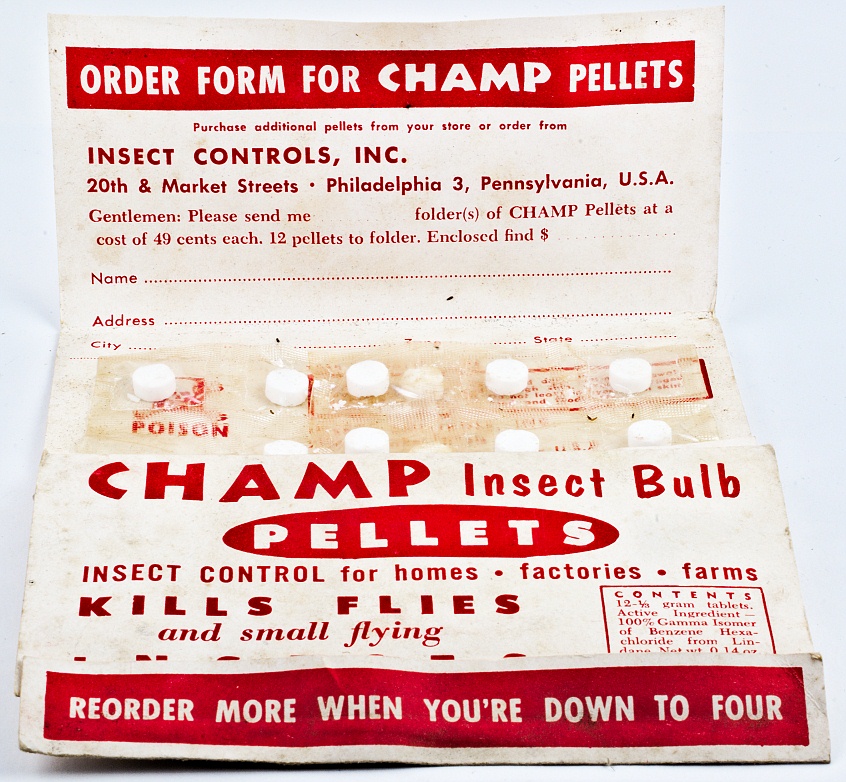 ORDER FORM FOR CHAMP PELLETS
Purchase additional pellets from your store or order from
INSECT CONTROLS, INC.
20th & Market Streets • Philadelphia 3, Pennsylvania, U.S.A.
Gentlemen: Please send me folder(s) of CHAMP Pellets at a
cost of 49 cents each. 12 pellets to folder. Enclosed find $
Name
Address
City State
POISON
CHAMP Insect Bulb
PELLETS
INSECT CONTROL for homes • factories • farms
KILLS FLIES
and small flying
CONTENTS
12-⅓ gram tablets.
Active Ingredient—
100% Gamma Isomer
of Benzene Hexa-
chloride from Lin-
dane. Net wt. 0.14 oz.
REORDER MORE WHEN YOU'RE DOWN TO FOUR